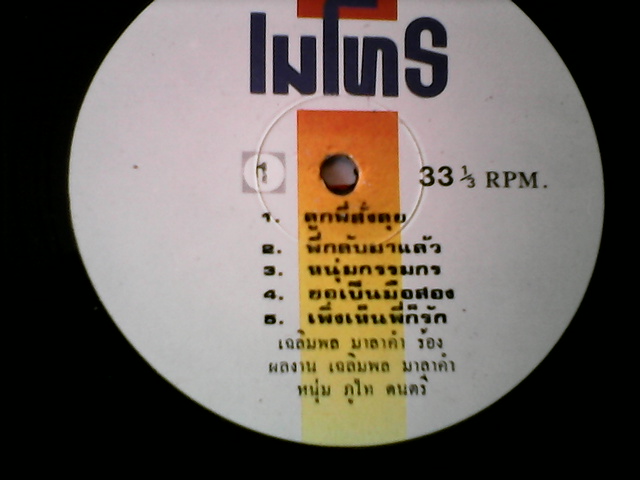 เมโทร
1
33 ⅓ RPM.
1. ลูกพี่สั่งลุย
2. พี่กลับมาแล้ว
3. หนุ่มกรรมกร
4. ขอเป็นมือสอง
5. เพิ่งเห็นพี่ก็รัก
เฉลิมพล มาลาคำ ร้อง
ผลงาน เฉลิมพล มาลาคำ
หนุ่ม ภูไท ดนตรี